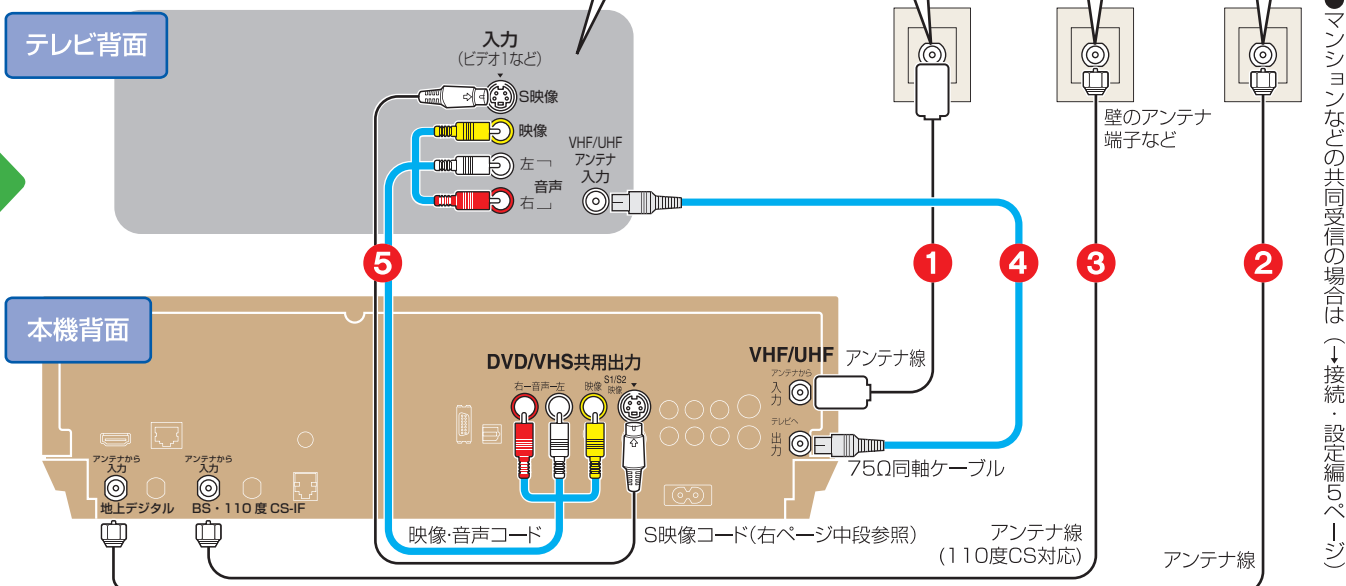 テレビ背面
入力
(ビデオ1など)
S映像
映像
左
音声
右
VHF/UHF
アンテナ
入力
壁のアンテナ
端子など
●マンションなどの共同受信の場合は(→接続・設定編5ページ)
5
1
4
3
2
本機背面
DVD/VHS共用出力
右ー音声ー左
映像
S1/S2
映像
VHF/UHF
アンテナから
入力
アンテナ線
テレビへ
出力
75Ω同軸ケーブル
アンテナから
入力
地上デジタル
アンテナから
入力
BS・110度CS-IF
映像・音声コード
S映像コード(右ページ中段参照)
アンテナ線
(110度CS対応)
アンテナ線